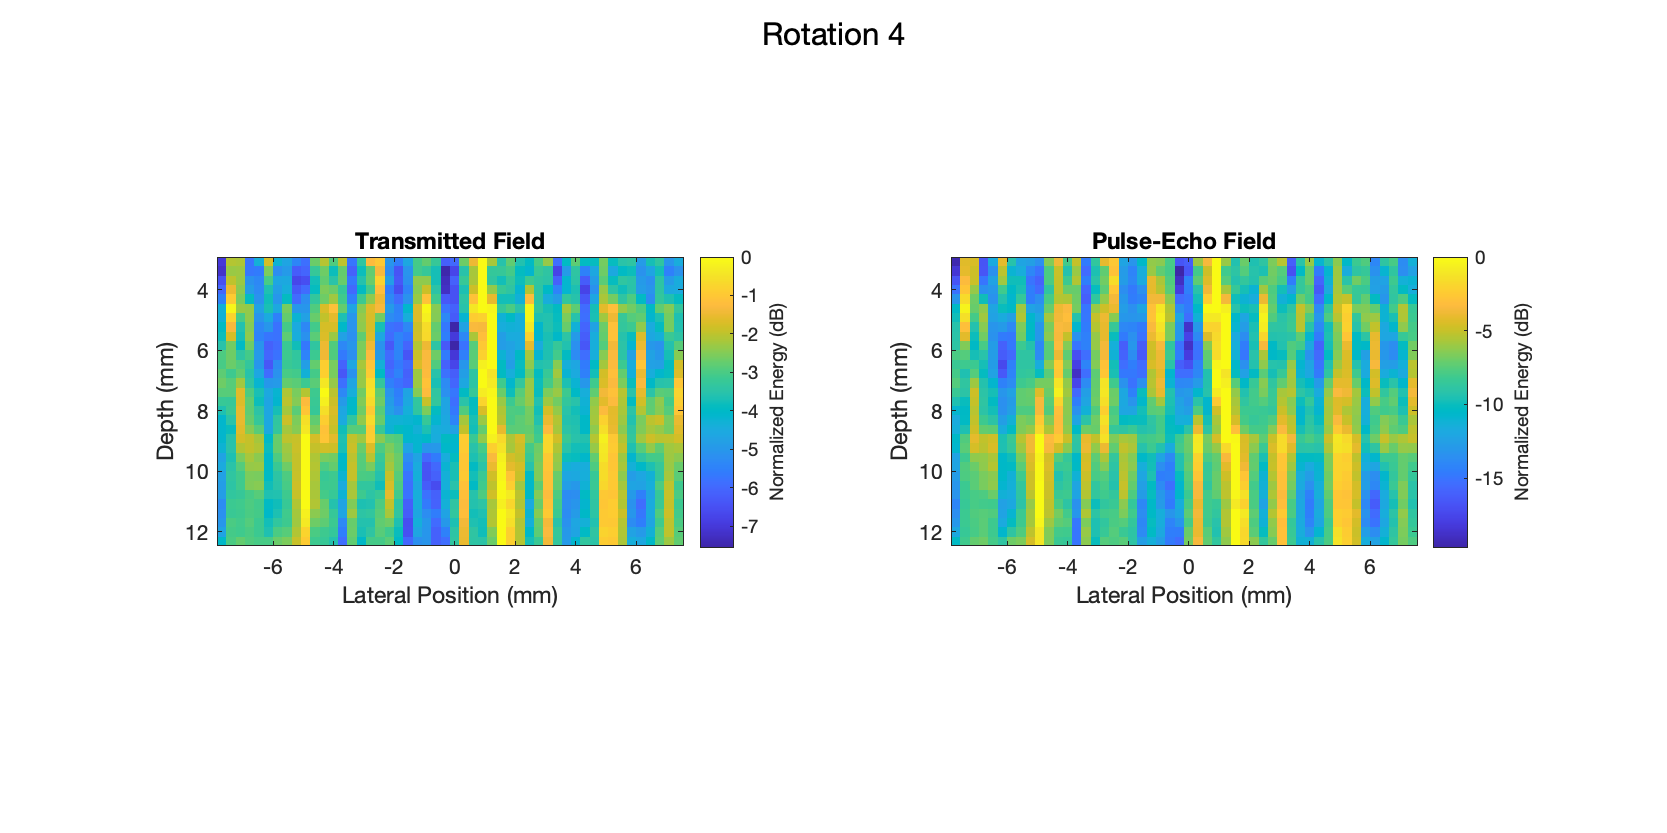 Rotation 4
Transmitted Field
4
6
8
10
12
Depth (mm)
-6 -4 -2 0 2 4 6
Lateral Position (mm)
0
-1
-2
-3
-4
-5
-6
-7
Normalized Energy (dB)
Pulse-Echo Field
4
6
8
10
12
Depth (mm)
-6 -4 -2 0 2 4 6
Lateral Position (mm)
0
-5
-10
-15
Normalized Energy (dB)